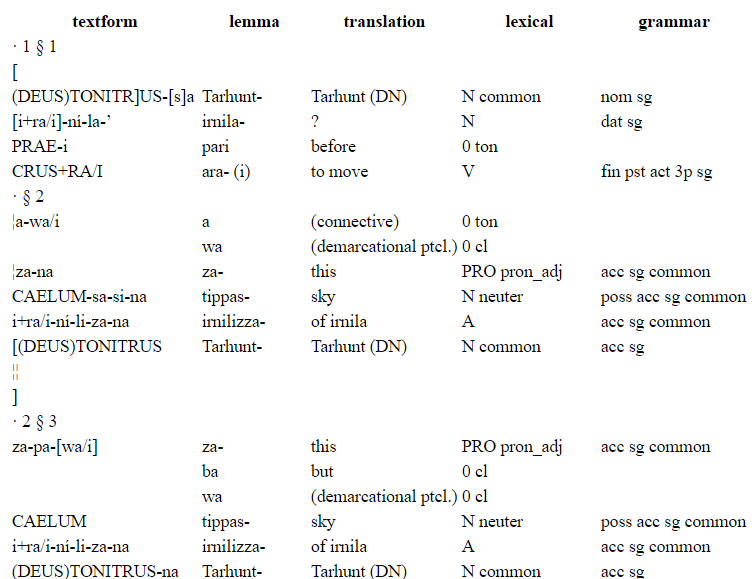 textform lemma translation lexical grammar
· 1 § 1
[
(DEUS)TONITR]US-[s]a Tarhunt- Tarhunt (DN) N common nom sg
[i+ra/i]-ní-la-’ irnila- ? N dat sg
PRAE-i pari before 0 ton
CRUS+RA/I ara- (i) to move V fin pst act 3p sg
· § 2
¦a-wa/i a (connective) 0 ton
wa (demarcational ptcl.) 0 cl
¦za-na za- this PRO pron_adj acc sg common
CAELUM-sa-si-na tippas- sky N neuter poss acc sg common
i+ra/i-ní-li-za-na irnilizza- of irnila A acc sg common
[(DEUS)TONITRUS Tarhunt- Tarhunt (DN) N common acc sg
¦¦
]
· 2 § 3
za-pa-[wa/i] za- this PRO pron_adj acc sg common
ba but 0 cl
wa (demarcational ptcl.) 0 cl
CAELUM tippas- sky N neuter poss acc sg common
i+ra/i-ní-li-za-na irnilizza- of irnila A acc sg common
(DEUS)TONITRUS-na Tarhunt- Tarhunt (DN) N common acc sg